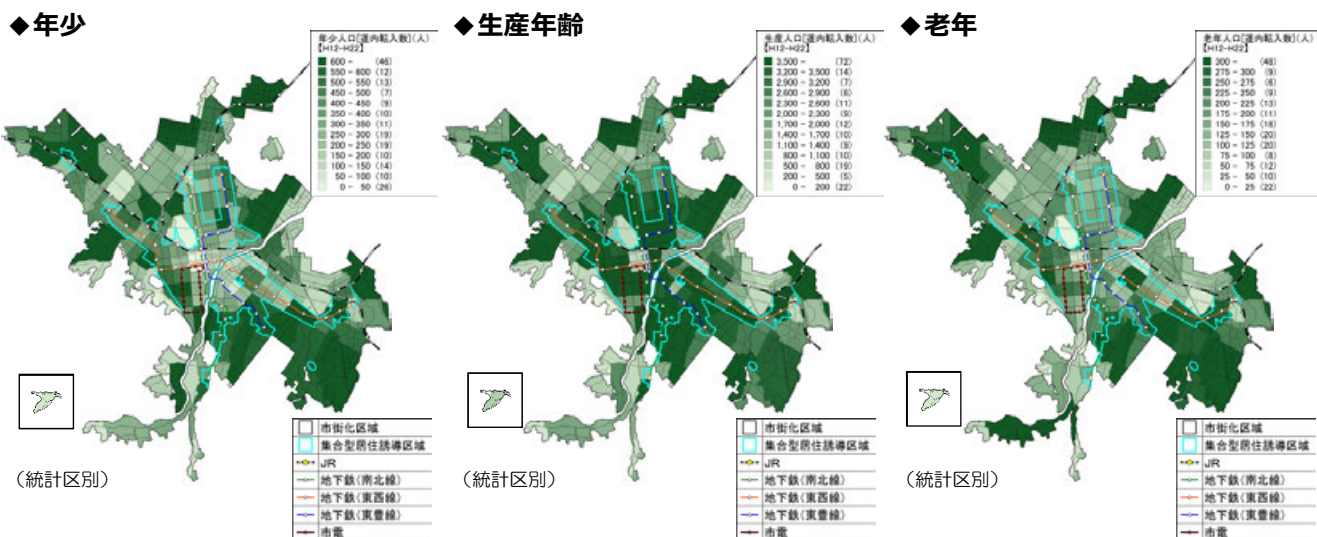 ◆年少
年少人口[道内転入数](人)
【H12-H22】
600 - (46)
550 - 600 (12)
500 - 550 (13)
450 - 500 (7)
400 - 450 (9)
350 - 400 (10)
300 - 350 (11)
250 - 300 (19)
200 - 250 (19)
150 - 200 (10)
100 - 150 (14)
50 - 100 (10)
0 - 50 (26)
(統計区別)
市街化区域
集合型居住誘導区域
JR
地下鉄(南北線)
地下鉄(東西線)
地下鉄(東豊線)
市電
◆生産年齢
生産人口[道内転入数](人)
【H12-H22】
3,500 - (72)
3,200 - 3,500 (14)
2,900 - 3,200 (7)
2,600 - 2,900 (6)
2,300 - 2,600 (11)
2,000 - 2,300 (9)
1,700 - 2,000 (12)
1,400 - 1,700 (10)
1,100 - 1,400 (9)
800 - 1,100 (10)
500 - 800 (19)
200 - 500 (5)
0 - 200 (22)
(統計区別)
市街化区域
集合型居住誘導区域
JR
地下鉄(南北線)
地下鉄(東西線)
地下鉄(東豊線)
市電
◆老年
老年人口[道内転入数](人)
【H12-H22】
300 - (48)
275 - 300 (9)
250 - 275 (6)
225 - 250 (9)
200 - 225 (13)
175 - 200 (11)
150 - 175 (18)
125 - 150 (20)
100 - 125 (20)
75 - 100 (8)
50 - 75 (12)
25 - 50 (10)
0 - 25 (22)
(統計区別)
市街化区域
集合型居住誘導区域
JR
地下鉄(南北線)
地下鉄(東西線)
地下鉄(東豊線)
市電